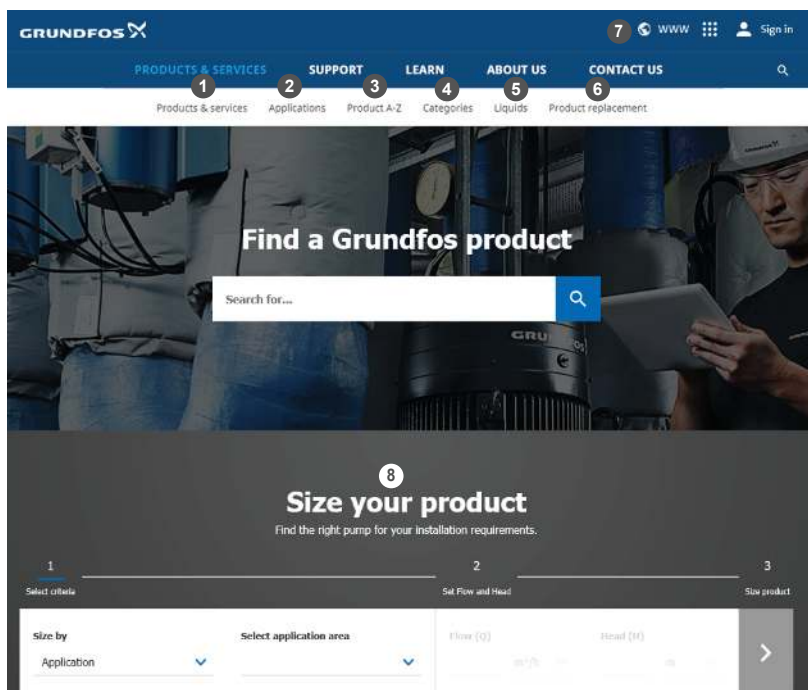 GRUNDFOS
7 WWW Sign in
PRODUCTS & SERVICES SUPPORT LEARN ABOUT US CONTACT US
1 2 3 4 5 6
Products & services Applications Product A-Z Categories Liquids Product replacement
Find a Grundfos product
Search for...
GRU
8
Size your product
Find the right pump for your installation requirements.
1 2 3
Select criteria Set Flow and Head Size product
Size by Select application area Flow (Q) Head (H)
Application m³/h m